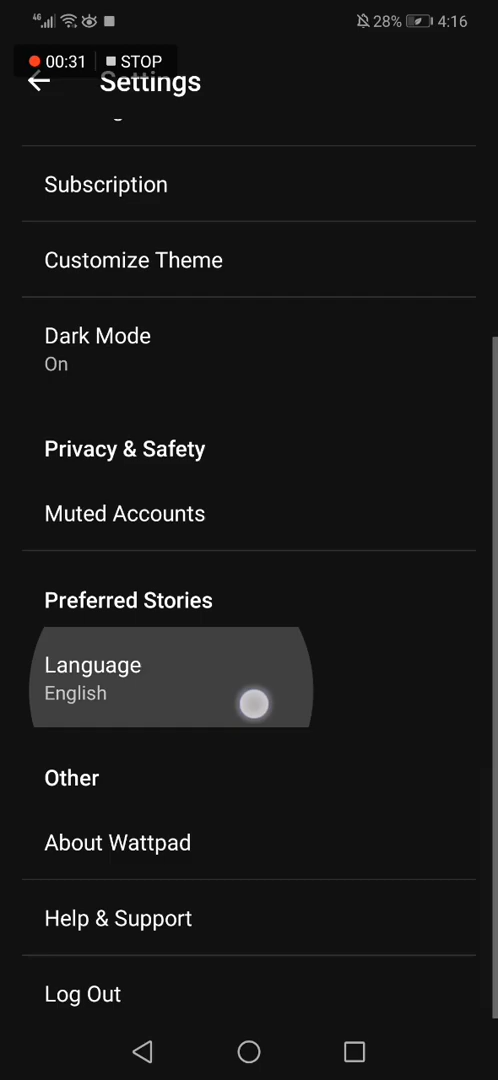 4G 28% 4:16
00:31 STOP
Settings
Subscription
Customize Theme
Dark Mode
On
Privacy & Safety
Muted Accounts
Preferred Stories
Language
English
Other
About Wattpad
Help & Support
Log Out